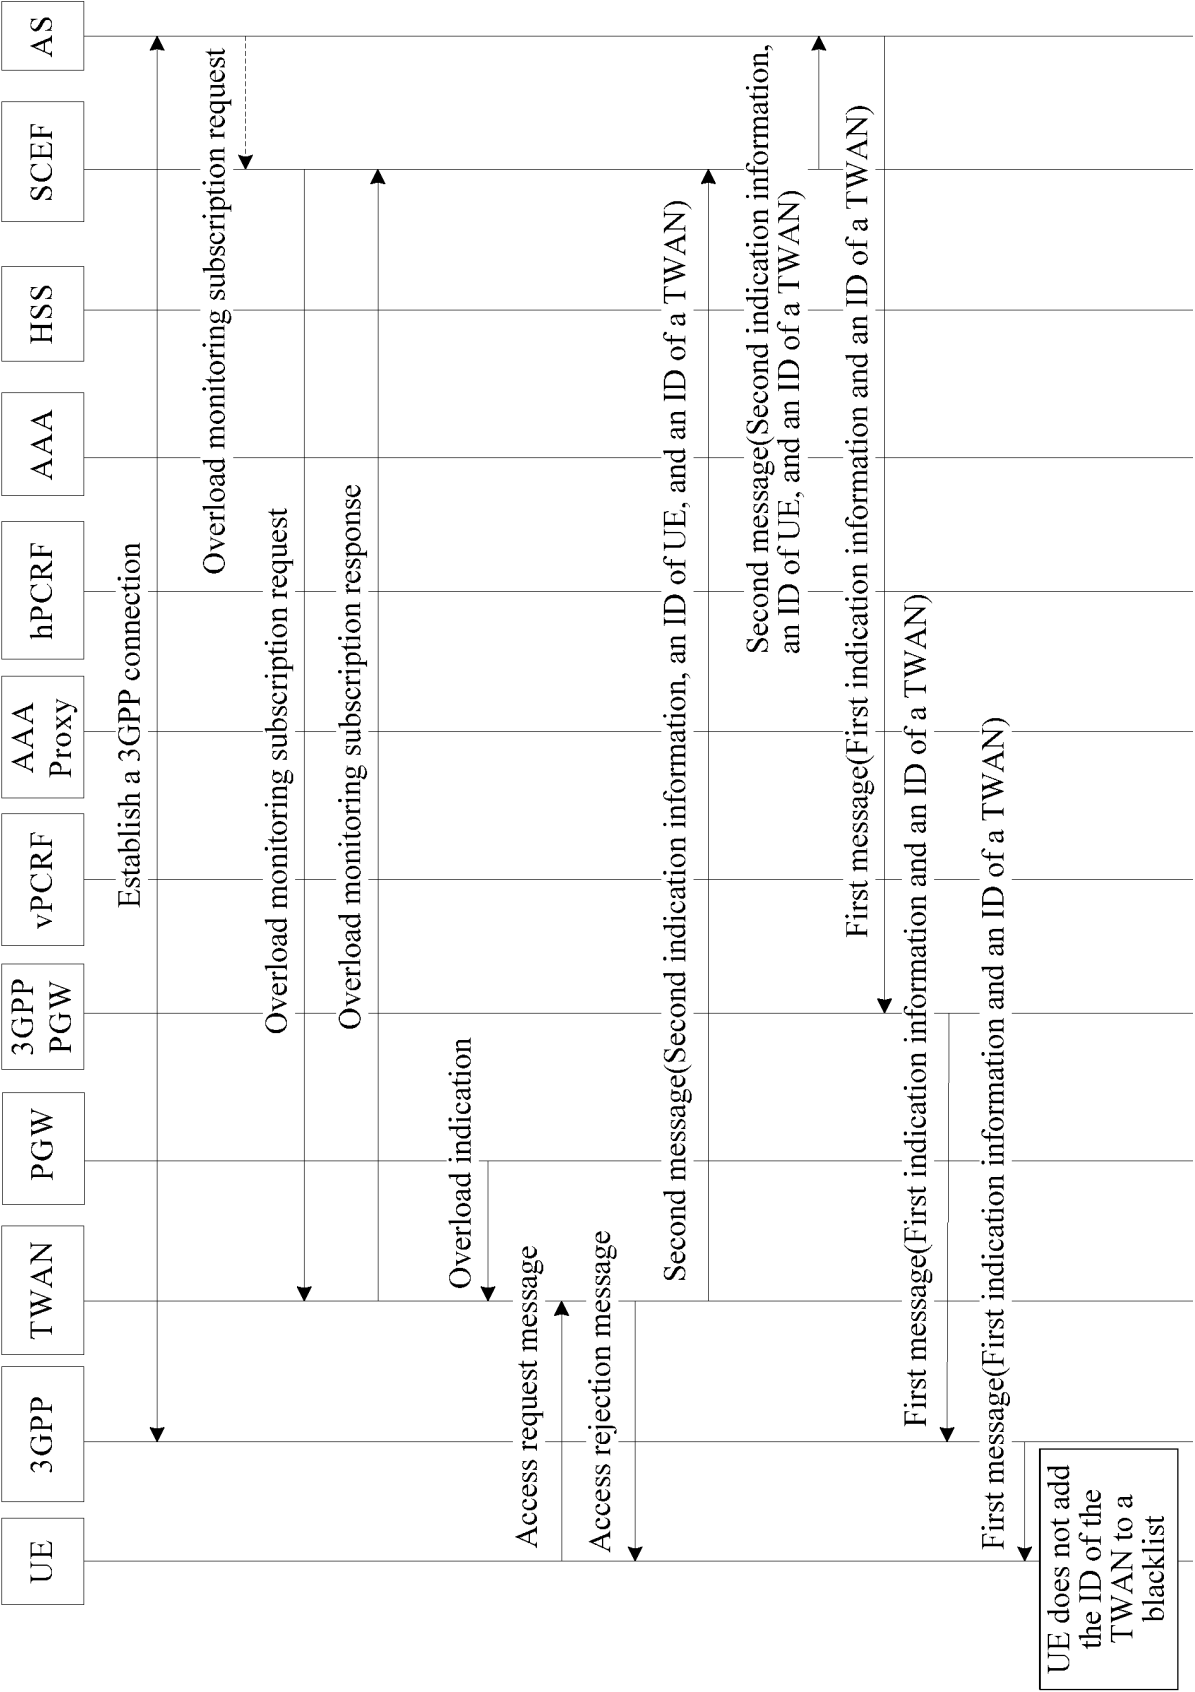 UE
3GPP
TWAN
PGW
3GPP
PGW
vPCRF
AAA
Proxy
hPCRF
AAA
HSS
SCEF
AS
Establish a 3GPP connection
Overload monitoring subscription request
Overload monitoring subscription request
Overload monitoring subscription response
Overload indication
Access request message
Access rejection message
Second message(Second indication information, an ID of UE, and an ID of a TWAN)
Second message(Second indication information,
an ID of UE, and an ID of a TWAN)
First message(First indication information and an ID of a TWAN)
First message(First indication information and an ID of a TWAN)
First message(First indication information and an ID of a TWAN)
UE does not add
the ID of the
TWAN to a
blacklist